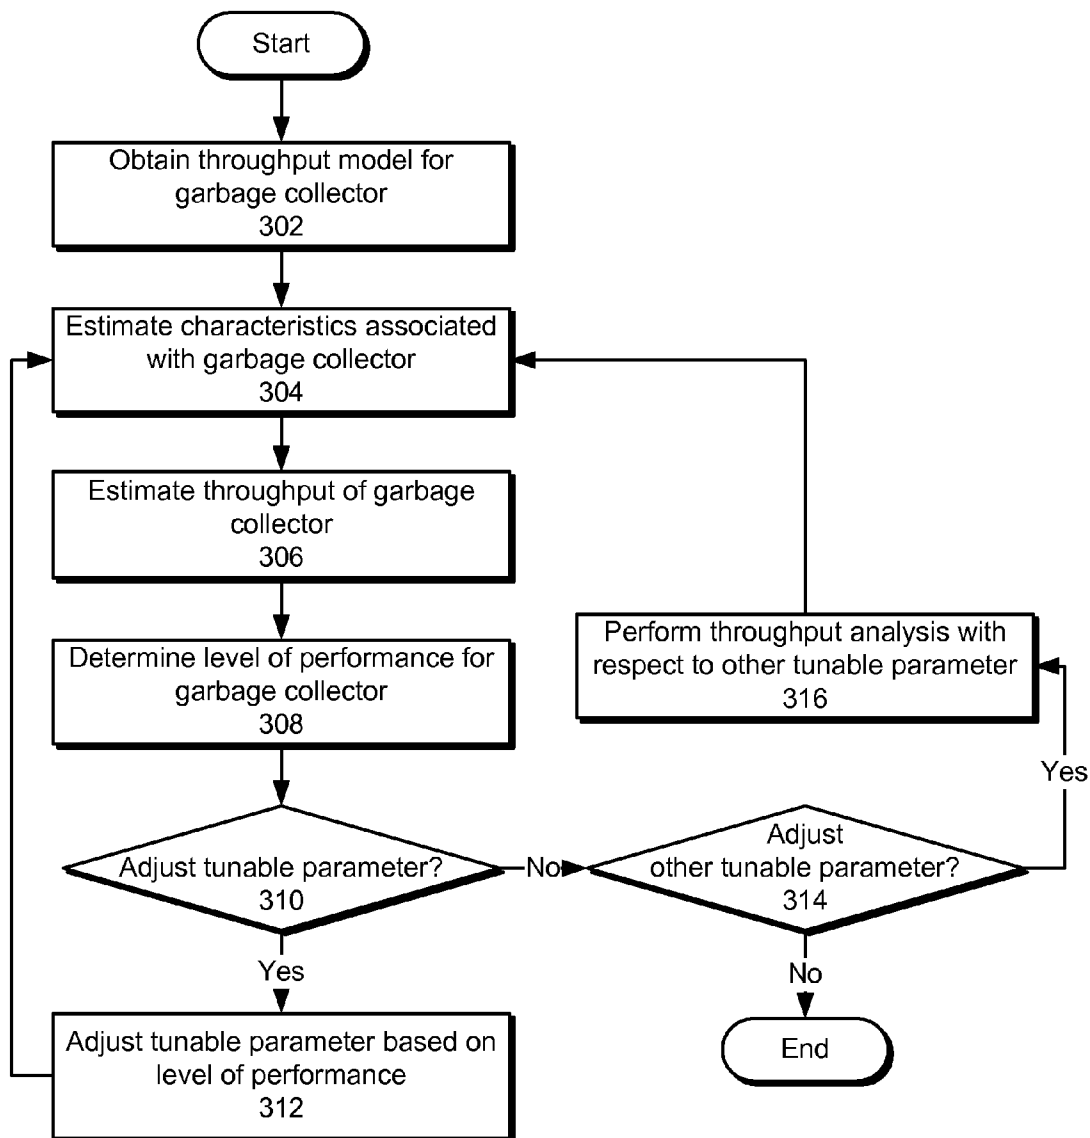 Start
Obtain throughput model for
garbage collector
302
Estimate characteristics associated
with garbage collector
304
Estimate throughput of garbage
collector
306
Determine level of performance for
garbage collector
308
Adjust tunable parameter?
310
No
Yes
Adjust tunable parameter based on
level of performance
312
Adjust
other tunable parameter?
314
Yes
Perform throughput analysis with
respect to other tunable parameter
316
No
End